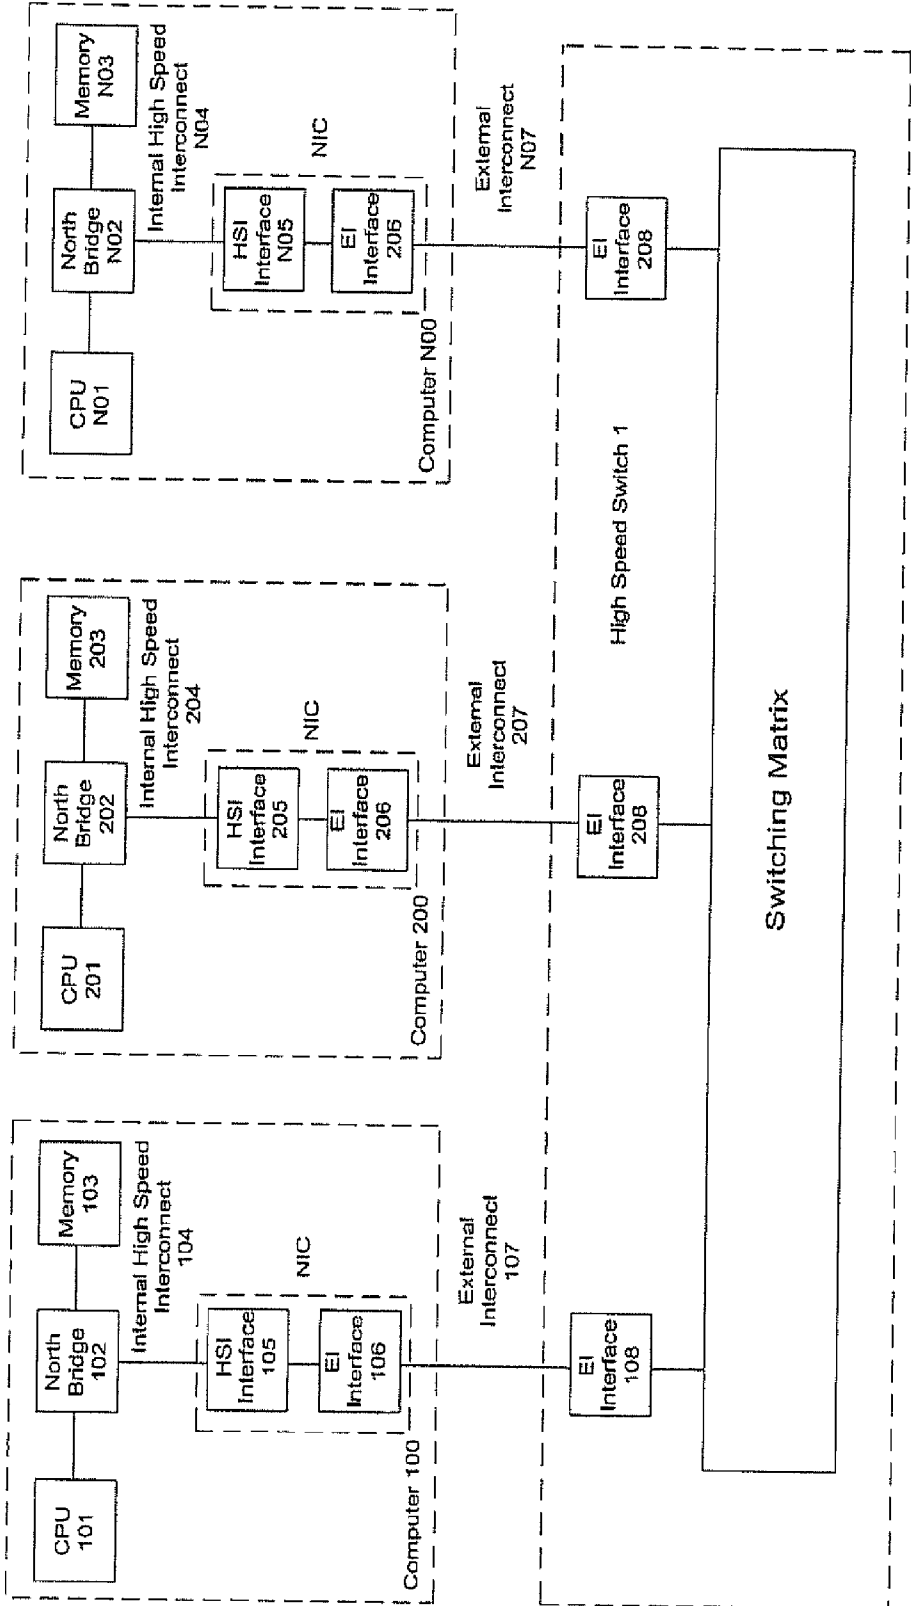 CPU
101
North
Bridge
102
Memory
103
Internal High Speed
Interconnect
104
HSI
Interface
105
EI
Interface
106
NIC
Computer 100
External
Interconnect
107
CPU
201
North
Bridge
202
Memory
203
Internal High Speed
Interconnect
204
HSI
Interface
205
EI
Interface
206
NIC
Computer 200
External
Interconnect
207
CPU
N01
North
Bridge
N02
Memory
N03
Internal High Speed
Interconnect
N04
HSI
Interface
N05
EI
Interface
206
NIC
Computer N00
External
Interconnect
N07
EI
Interface
108
EI
Interface
208
EI
Interface
208
High Speed Switch 1
Switching Matrix